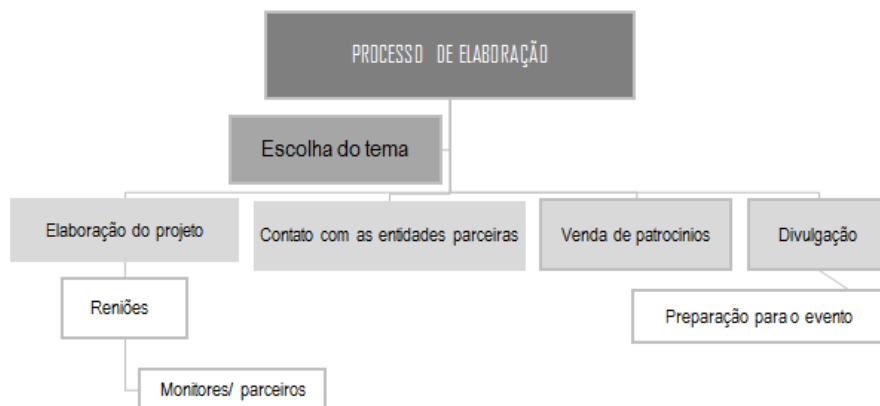 PROCESSO DE ELABORAÇÃO
Escolha do tema
Elaboração do projeto
Contato com as entidades parceiras
Venda de patrocinios
Divulgação
Reniões
Preparação para o evento
Monitores/ parceiros